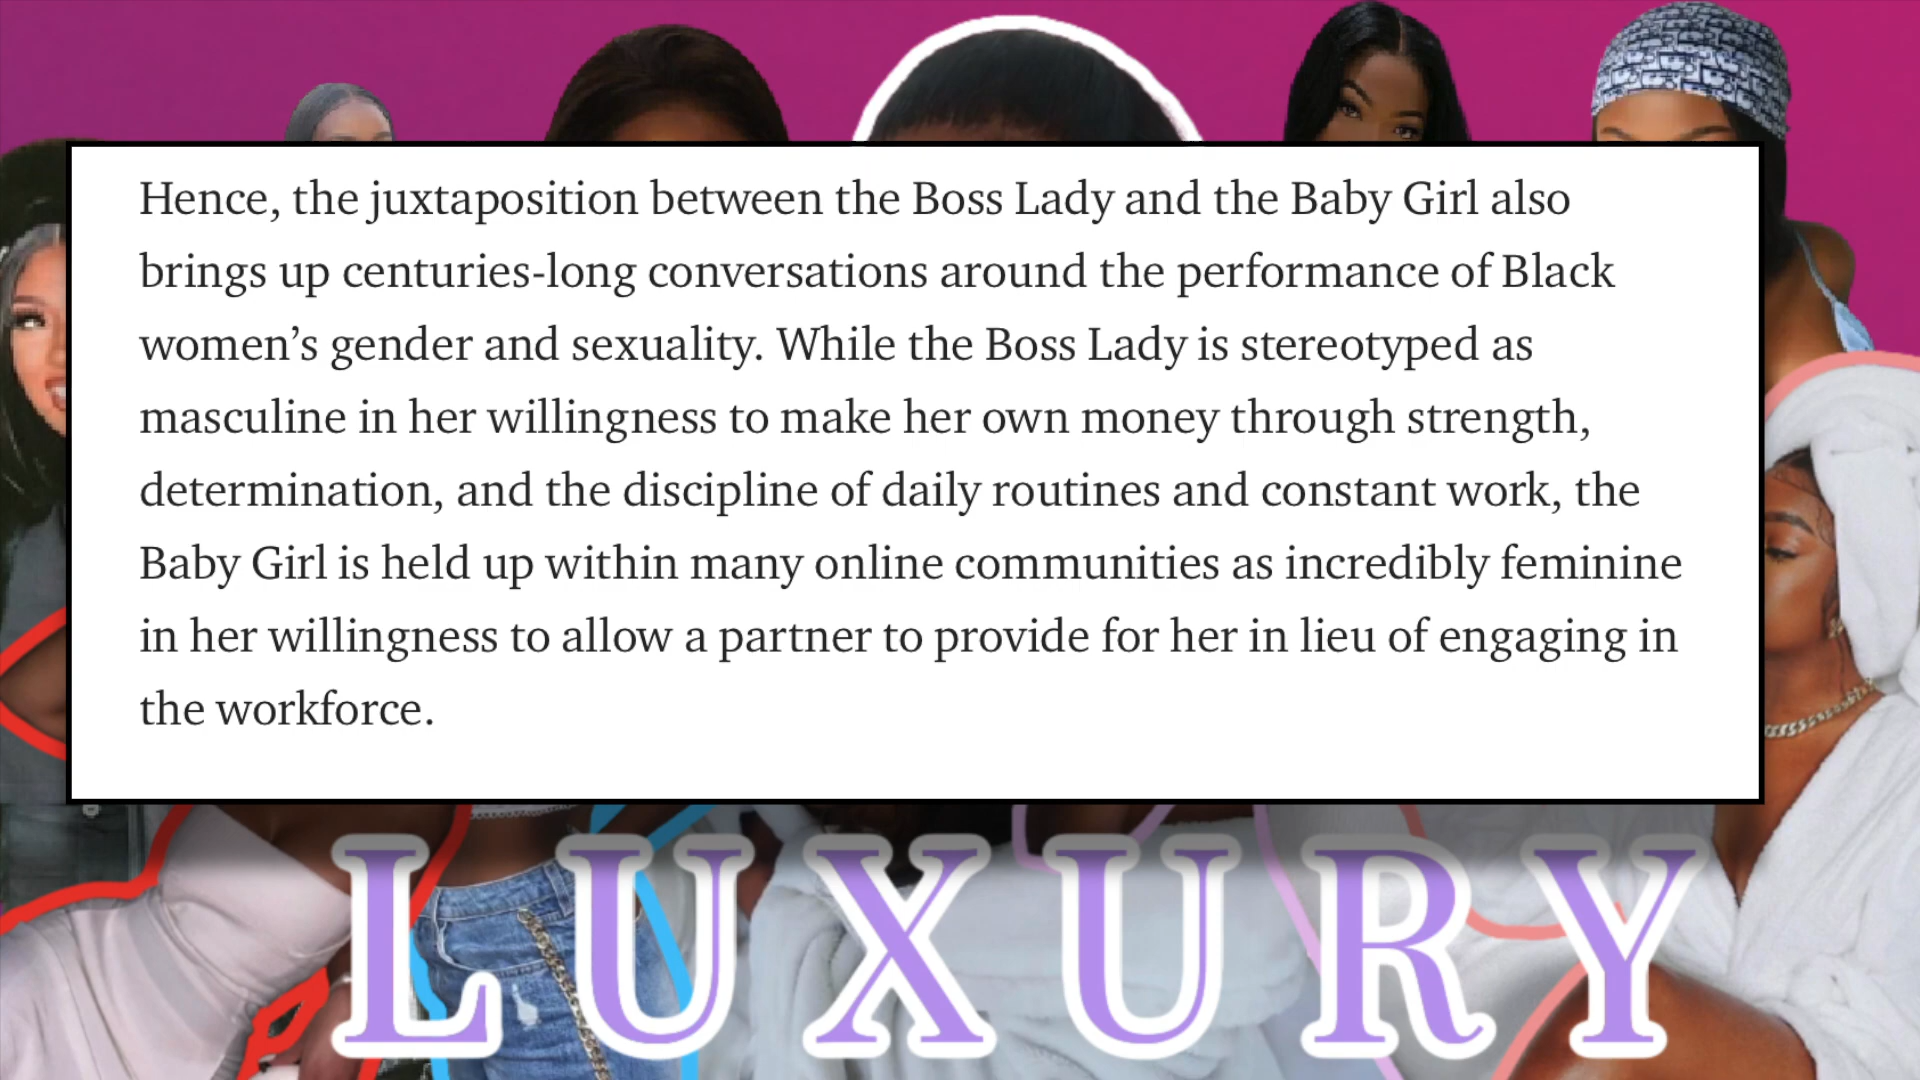 Hence, the juxtaposition between the Boss Lady and the Baby Girl also
brings up centuries-long conversations around the performance of Black
women’s gender and sexuality. While the Boss Lady is stereotyped as
masculine in her willingness to make her own money through strength,
determination, and the discipline of daily routines and constant work, the
Baby Girl is held up within many online communities as incredibly feminine
in her willingness to allow a partner to provide for her in lieu of engaging in
the workforce.
LUXURY